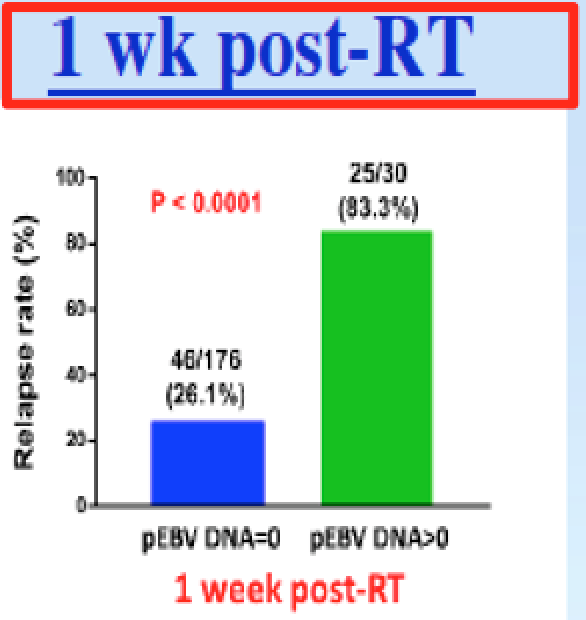 1 wk post-RT
25/30
(83.3%)
P < 0.0001
46/176
(26.1%)
Relapse rate (%)
100
80
60
40
20
0
pEBV DNA=0 pEBV DNA>0
1 week post-RT